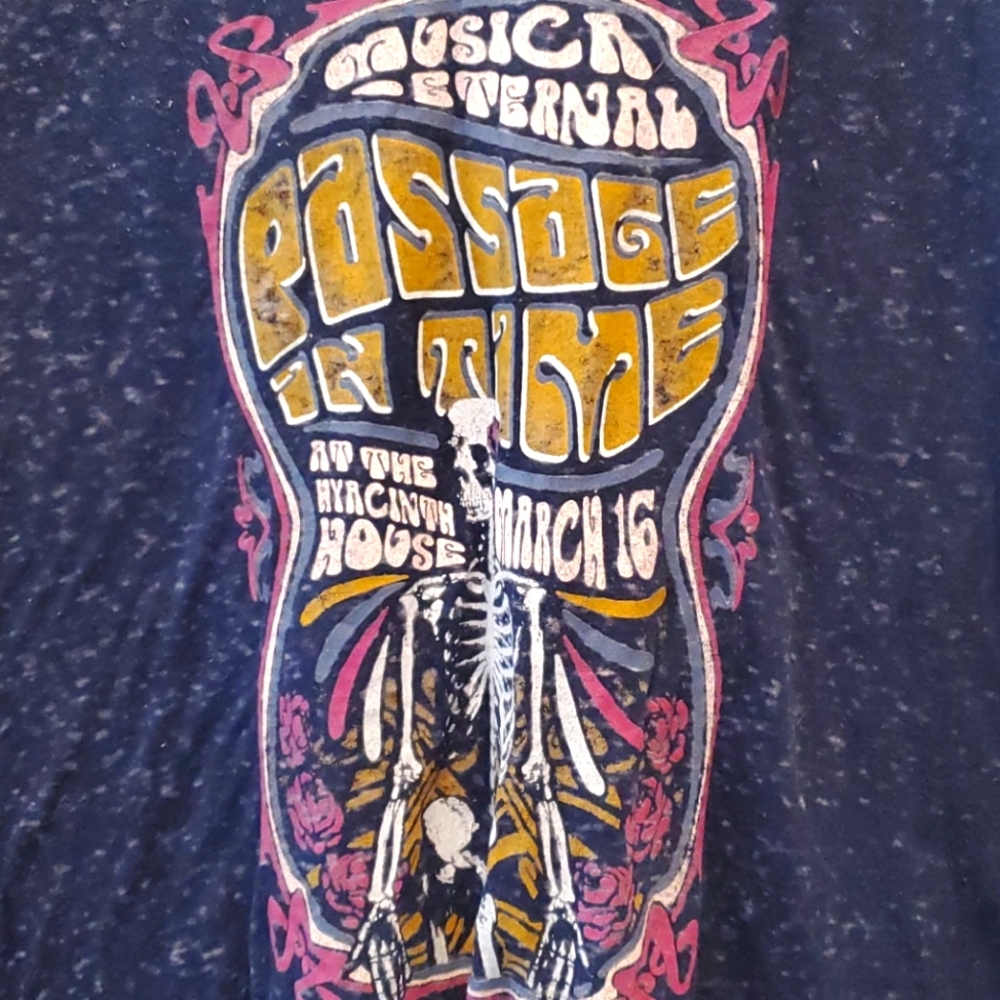 MUSICA
-ETERNAL
PASSAGE
IN TIME
AT THE
HYACINTH
HOUSE
MARCH 16